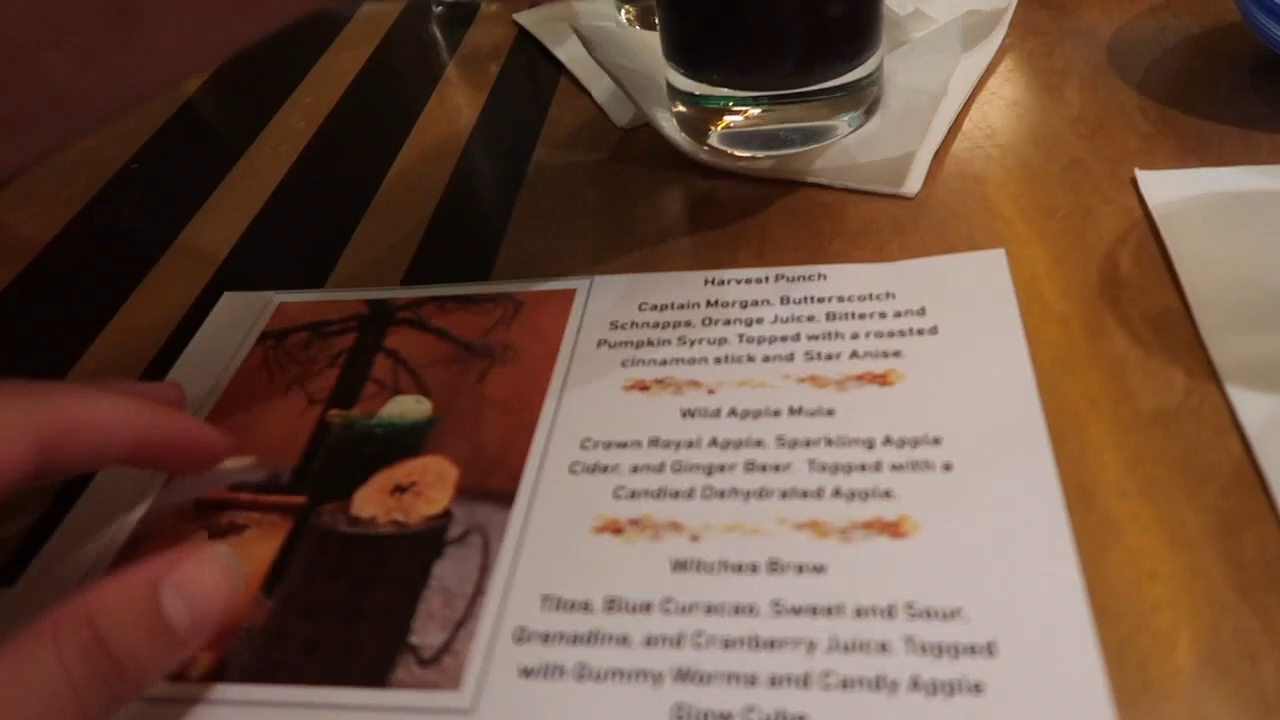 Harvest Punch
Captain Morgan, Butterscotch
Schnapps, Orange Juice, Bitters and
Pumpkin Syrup. Topped with a roasted
cinnamon stick and Star Anise.
Wild Apple Mule
Crown Royal Apple, Sparkling Apple
Cider, and Ginger Beer. Topped with a
Candied Dehydrated Apple.
Witches Brew
Titos, Blue Curacao, Sweet and Sour,
Grenadine, and Cranberry Juice. Topped
with Gummy Worms and Candy Apple
Glow Cube